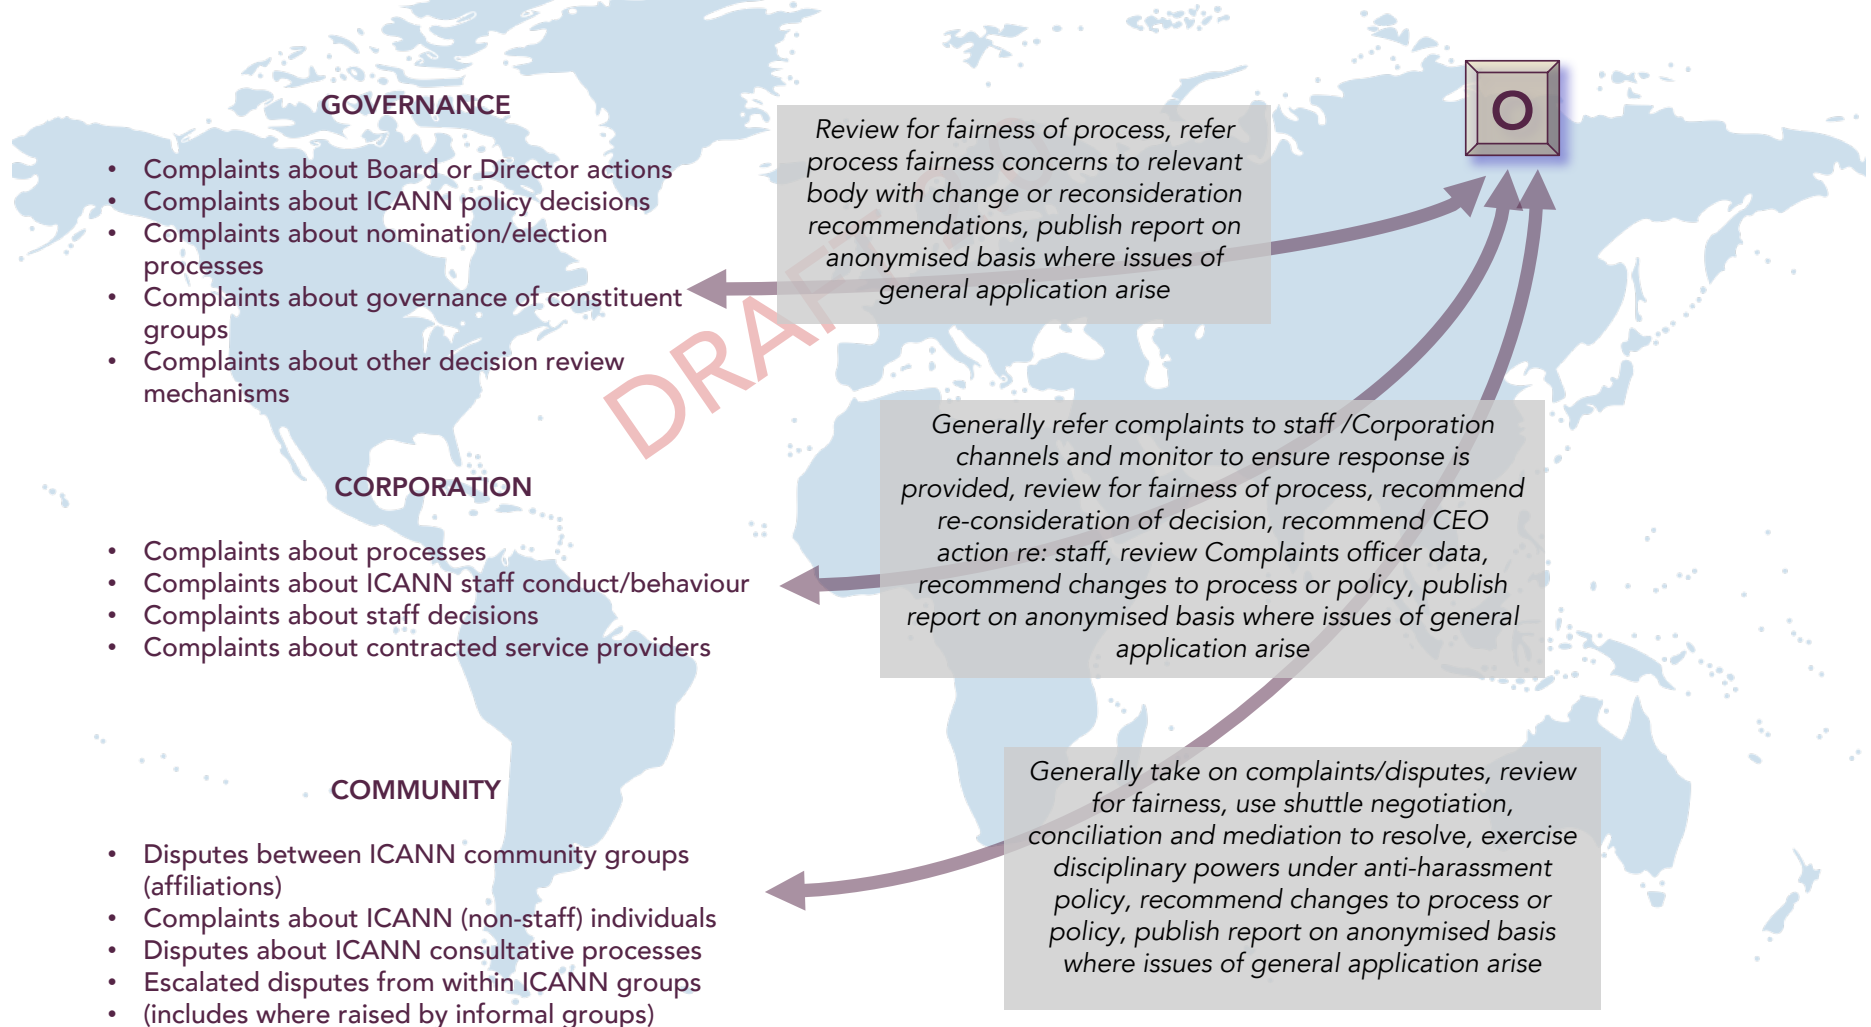 GOVERNANCE
• Complaints about Board or Director actions
• Complaints about ICANN policy decisions
• Complaints about nomination/election
processes
• Complaints about governance of constituent
groups
• Complaints about other decision review
mechanisms
Review for fairness of process, refer
process fairness concerns to relevant
body with change or reconsideration
recommendations, publish report on
anonymised basis where issues of
general application arise
O
DRAFT
CORPORATION
• Complaints about processes
• Complaints about ICANN staff conduct/behaviour
• Complaints about staff decisions
• Complaints about contracted service providers
Generally refer complaints to staff /Corporation
channels and monitor to ensure response is
provided, review for fairness of process, recommend
re-consideration of decision, recommend CEO
action re: staff, review Complaints officer data,
recommend changes to process or policy, publish
report on anonymised basis where issues of general
application arise
COMMUNITY
• Disputes between ICANN community groups
(affiliations)
• Complaints about ICANN (non-staff) individuals
• Disputes about ICANN consultative processes
• Escalated disputes from within ICANN groups
• (includes where raised by informal groups)
Generally take on complaints/disputes, review
for fairness, use shuttle negotiation,
conciliation and mediation to resolve, exercise
disciplinary powers under anti-harassment
policy, recommend changes to process or
policy, publish report on anonymised basis
where issues of general application arise